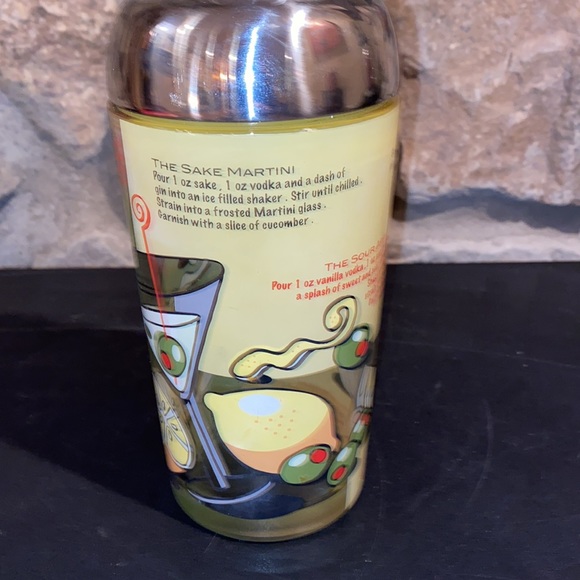 THE SAKE MARTINI
Pour 1 oz sake, 1 oz vodka and a dash of
gin into an ice filled shaker. Stir until chilled.
Strain into a frosted Martini glass.
Garnish with a slice of cucumber.
THE SOUR
Pour 1 oz vanilla vodka, 1
a splash of sweet and